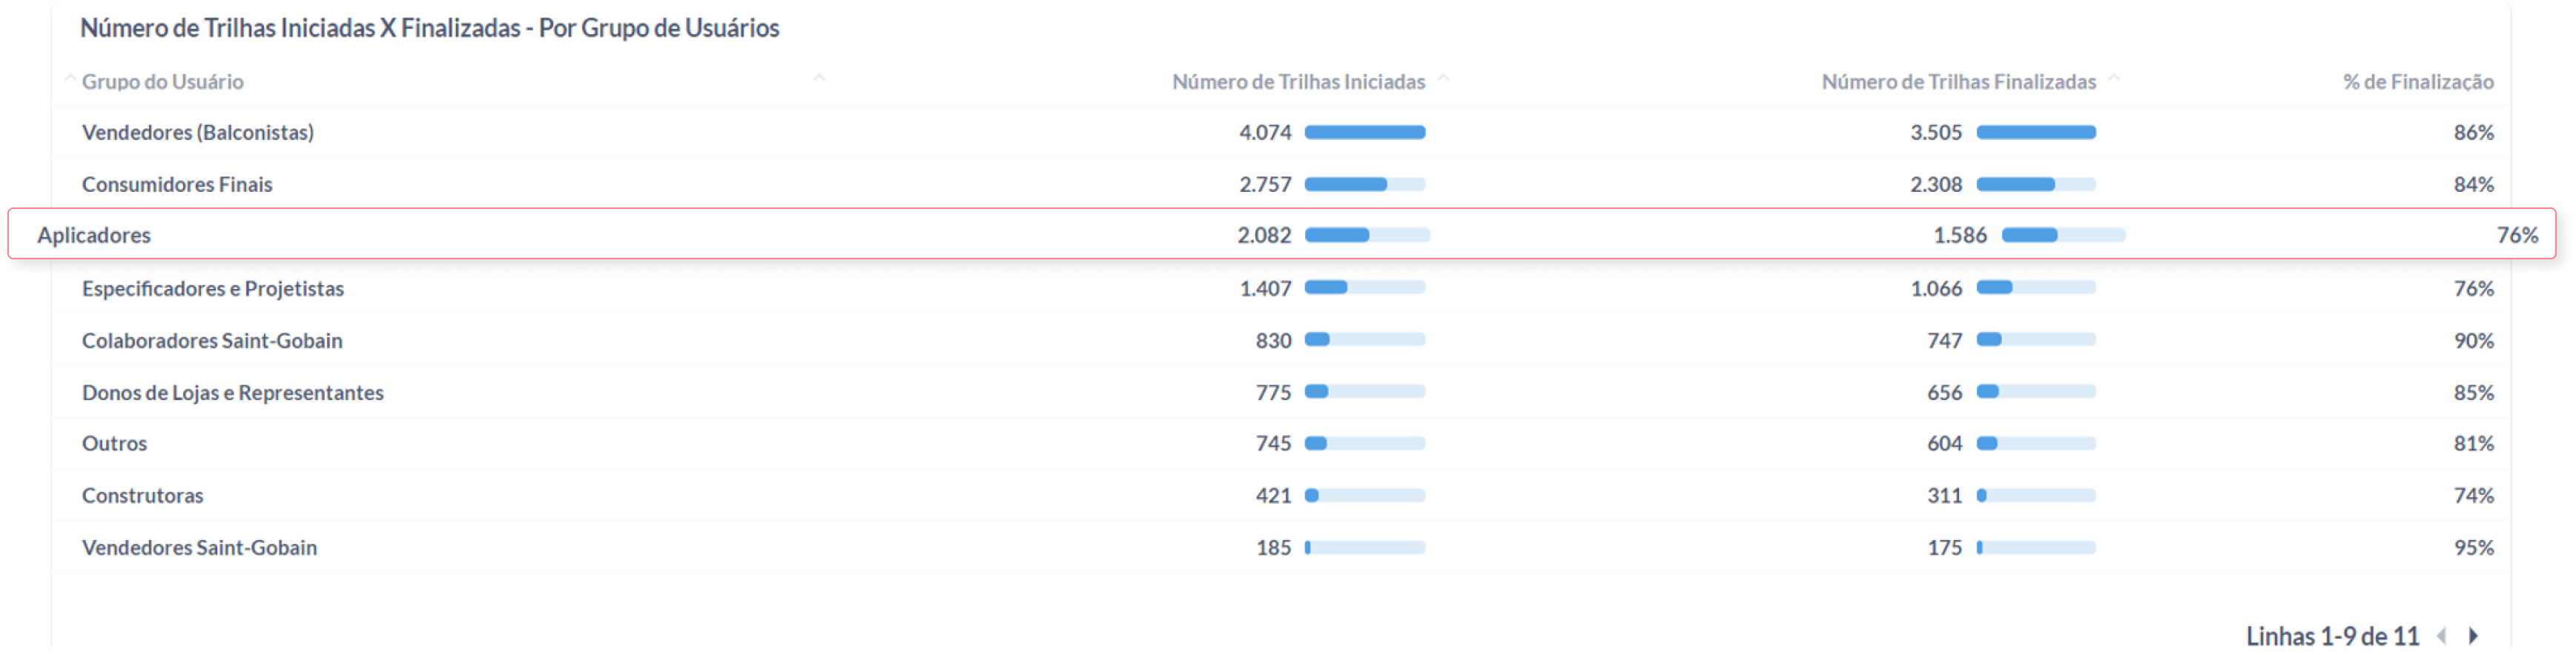 Número de Trilhas Iniciadas X Finalizadas - Por Grupo de Usuários
Grupo do Usuário Número de Trilhas Iniciadas Número de Trilhas Finalizadas % de Finalização
Vendedores (Balconistas) 4.074 3.505 86%
Consumidores Finais 2.757 2.308 84%
Aplicadores 2.082 1.586 76%
Especificadores e Projetistas 1.407 1.066 76%
Colaboradores Saint-Gobain 830 747 90%
Donos de Lojas e Representantes 775 656 85%
Outros 745 604 81%
Construtoras 421 311 74%
Vendedores Saint-Gobain 185 175 95%
Linhas 1-9 de 11